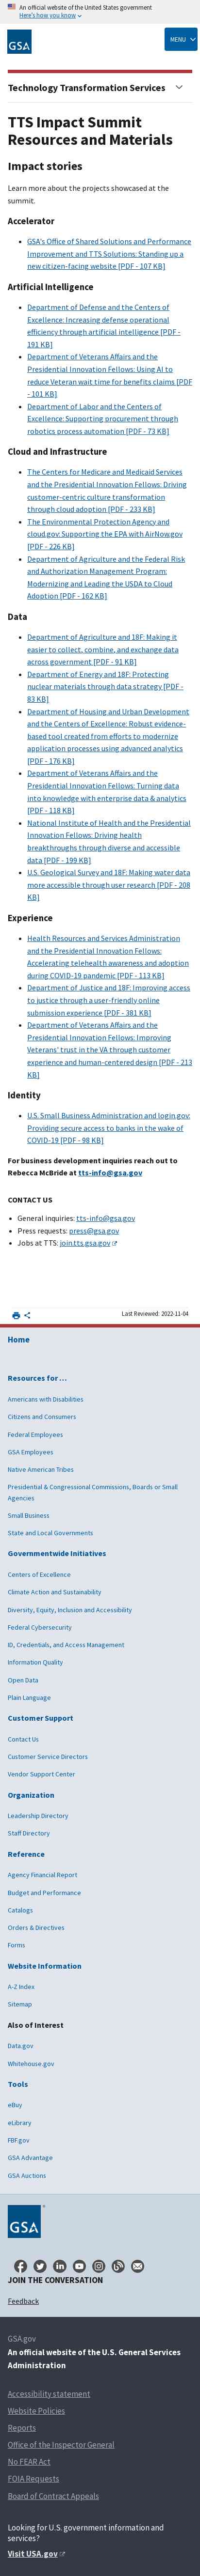 An official website of the United States government
Here's how you know
GSA
MENU
Technology Transformation Services
TTS Impact Summit
Resources and Materials
Impact stories
Learn more about the projects showcased at the
summit.
Accelerator
GSA's Office of Shared Solutions and Performance
Improvement and TTS Solutions: Standing up a
new citizen-facing website [PDF - 107 KB]
Artificial Intelligence
Department of Defense and the Centers of
Excellence: Increasing defense operational
efficiency through artificial intelligence [PDF -
191 KB]
Department of Veterans Affairs and the
Presidential Innovation Fellows: Using AI to
reduce Veteran wait time for benefits claims [PDF
- 101 KB]
Department of Labor and the Centers of
Excellence: Supporting procurement through
robotics process automation [PDF - 73 KB]
Cloud and Infrastructure
The Centers for Medicare and Medicaid Services
and the Presidential Innovation Fellows: Driving
customer-centric culture transformation
through cloud adoption [PDF - 233 KB]
The Environmental Protection Agency and
cloud.gov: Supporting the EPA with AirNow.gov
[PDF - 226 KB]
Department of Agriculture and the Federal Risk
and Authorization Management Program:
Modernizing and Leading the USDA to Cloud
Adoption [PDF - 162 KB]
Data
Department of Agriculture and 18F: Making it
easier to collect, combine, and exchange data
across government [PDF - 91 KB]
Department of Energy and 18F: Protecting
nuclear materials through data strategy [PDF -
83 KB]
Department of Housing and Urban Development
and the Centers of Excellence: Robust evidence-
based tool created from efforts to modernize
application processes using advanced analytics
[PDF - 176 KB]
Department of Veterans Affairs and the
Presidential Innovation Fellows: Turning data
into knowledge with enterprise data & analytics
[PDF - 118 KB]
National Institute of Health and the Presidential
Innovation Fellows: Driving health
breakthroughs through diverse and accessible
data [PDF - 199 KB]
U.S. Geological Survey and 18F: Making water data
more accessible through user research [PDF - 208
KB]
Experience
Health Resources and Services Administration
and the Presidential Innovation Fellows:
Accelerating telehealth awareness and adoption
during COVID-19 pandemic [PDF - 113 KB]
Department of Justice and 18F: Improving access
to justice through a user-friendly online
submission experience [PDF - 381 KB]
Department of Veterans Affairs and the
Presidential Innovation Fellows: Improving
Veterans' trust in the VA through customer
experience and human-centered design [PDF - 213
KB]
Identity
U.S. Small Business Administration and login.gov:
Providing secure access to banks in the wake of
COVID-19 [PDF - 98 KB]
For business development inquiries reach out to
Rebecca McBride at tts-info@gsa.gov
CONTACT US
General inquiries: tts-info@gsa.gov
Press requests: press@gsa.gov
Jobs at TTS: join.tts.gsa.gov
Last Reviewed: 2022-11-04
Home
Resources for …
Americans with Disabilities
Citizens and Consumers
Federal Employees
GSA Employees
Native American Tribes
Presidential & Congressional Commissions, Boards or Small
Agencies
Small Business
State and Local Governments
Governmentwide Initiatives
Centers of Excellence
Climate Action and Sustainability
Diversity, Equity, Inclusion and Accessibility
Federal Cybersecurity
ID, Credentials, and Access Management
Information Quality
Open Data
Plain Language
Customer Support
Contact Us
Customer Service Directors
Vendor Support Center
Organization
Leadership Directory
Staff Directory
Reference
Agency Financial Report
Budget and Performance
Catalogs
Orders & Directives
Forms
Website Information
A-Z Index
Sitemap
Also of Interest
Data.gov
Whitehouse.gov
Tools
eBuy
eLibrary
FBF.gov
GSA Advantage
GSA Auctions
GSA
JOIN THE CONVERSATION
Feedback
GSA.gov
An official website of the U.S. General Services
Administration
Accessibility statement
Website Policies
Reports
Office of the Inspector General
No FEAR Act
FOIA Requests
Board of Contract Appeals
Looking for U.S. government information and
services?
Visit USA.gov